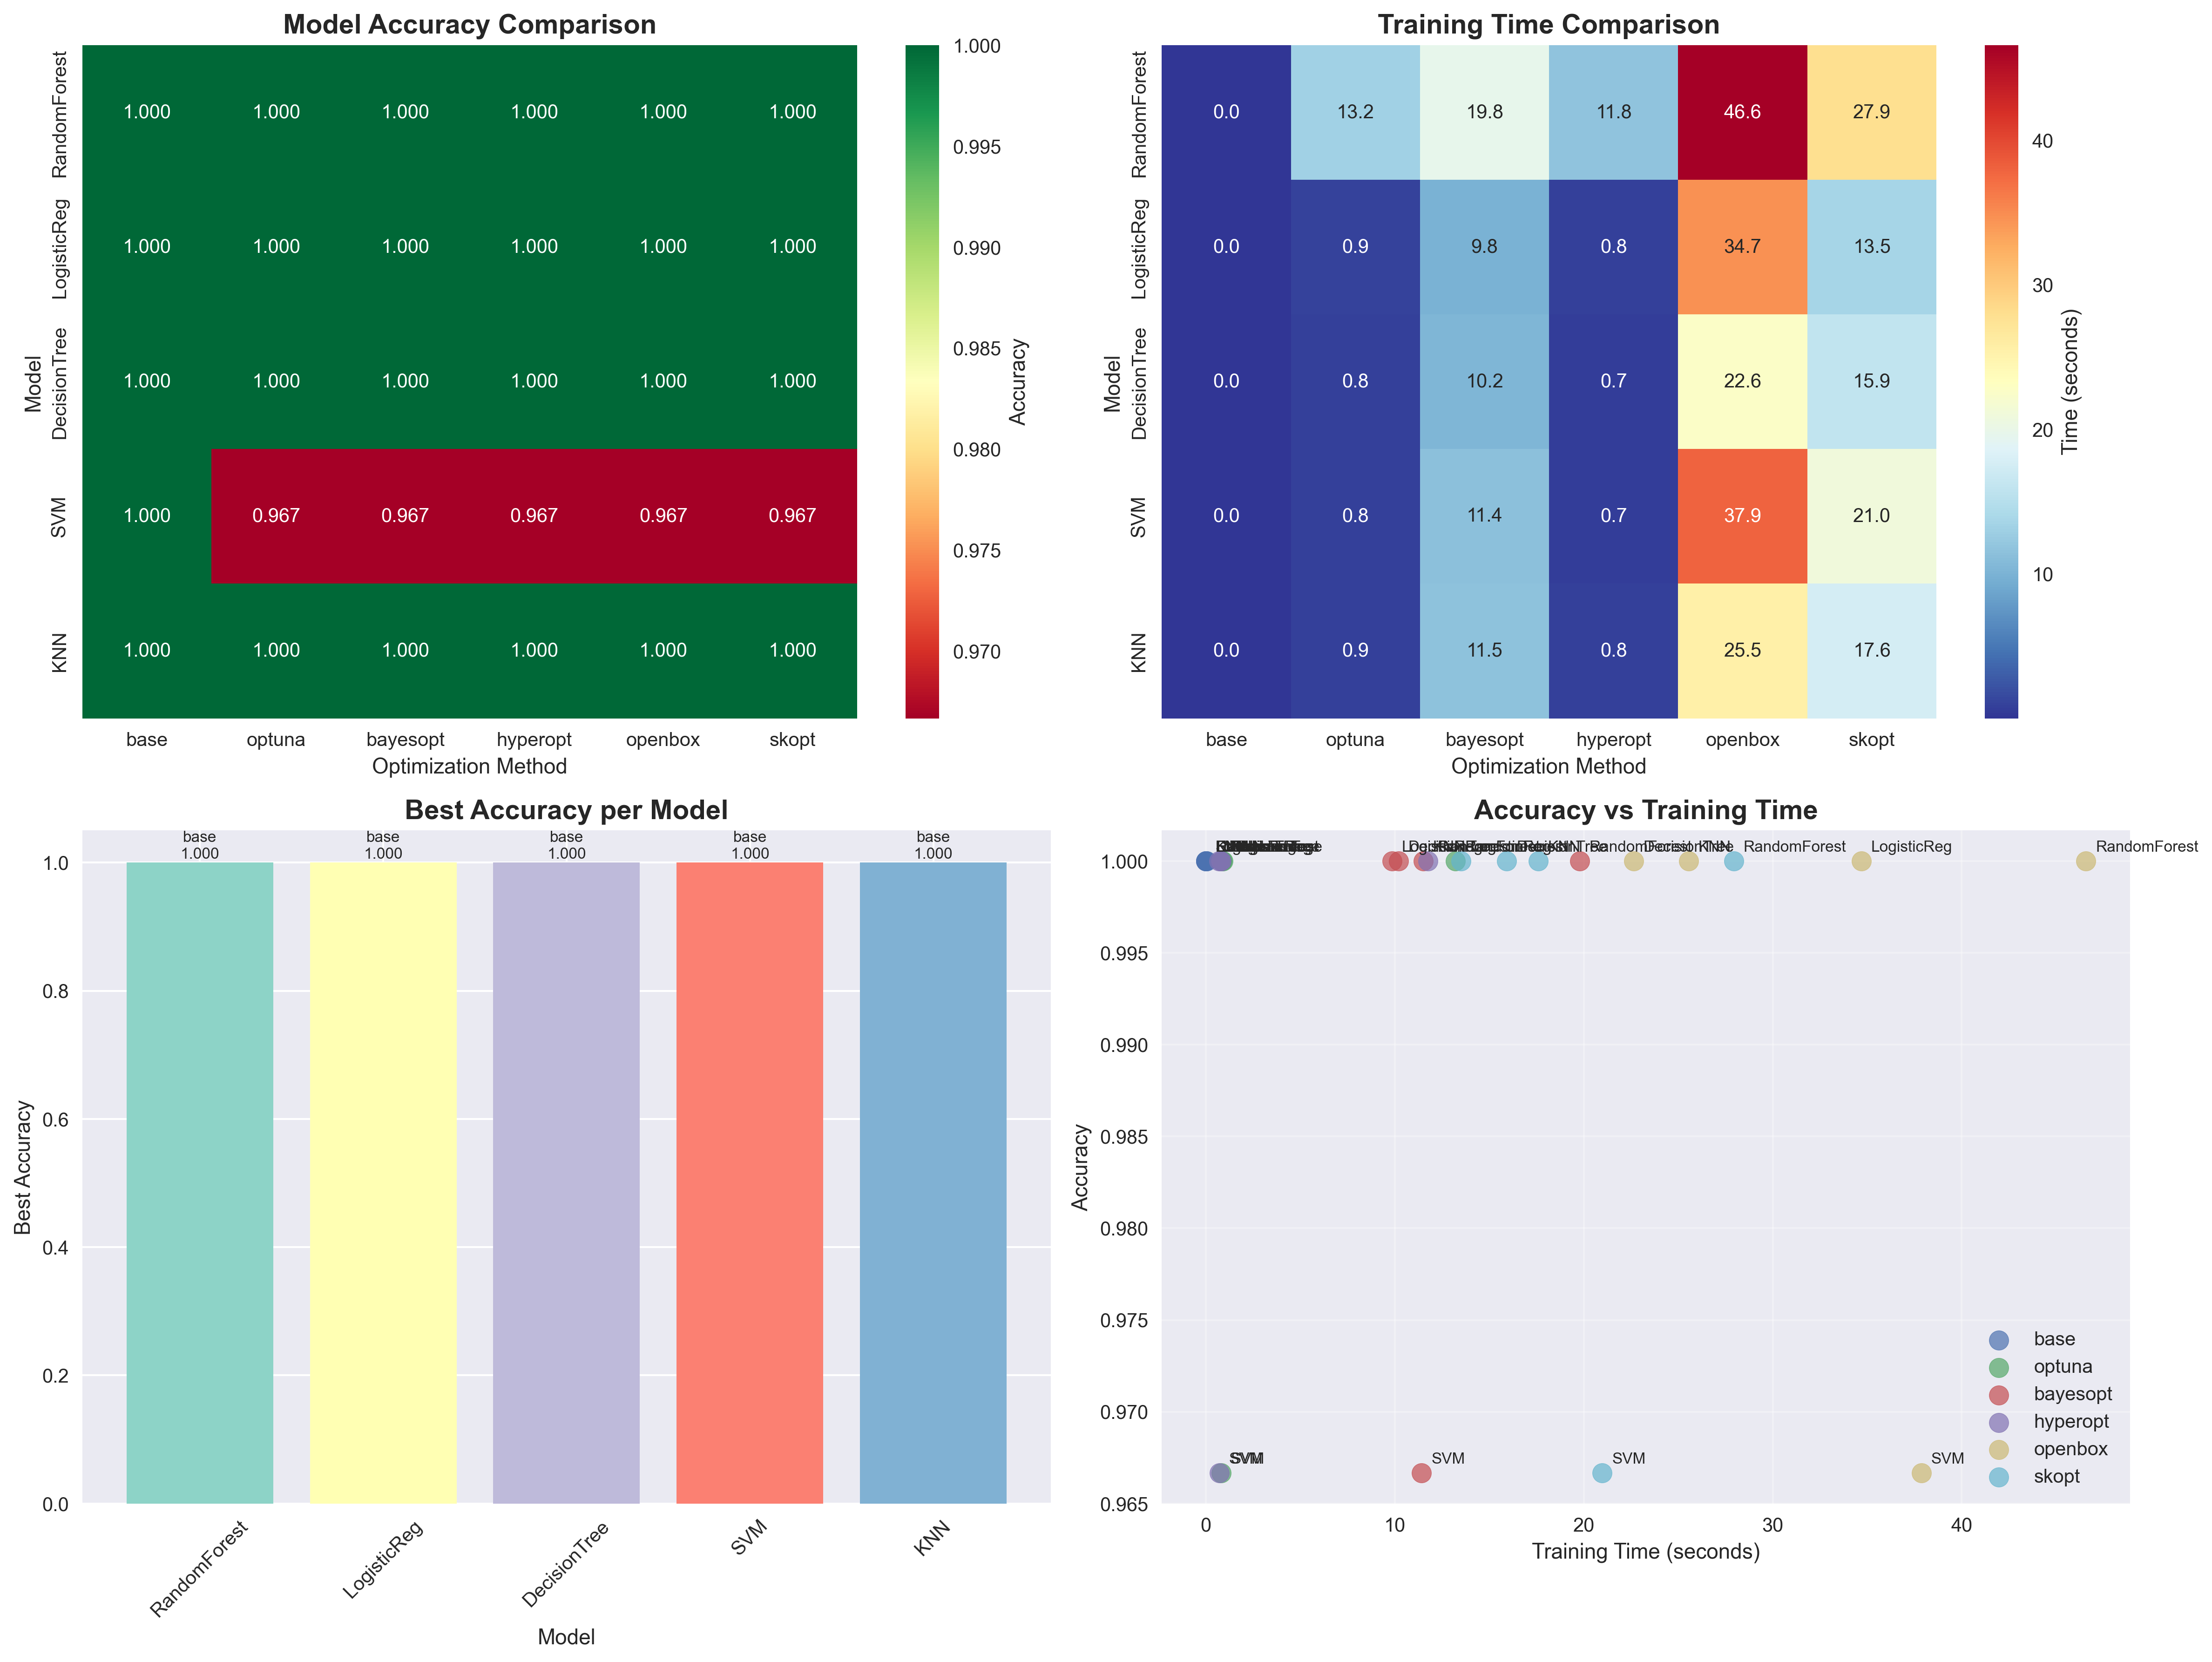 Model Accuracy Comparison
RandomForest 1.000 1.000 1.000 1.000 1.000 1.000
LogisticReg 1.000 1.000 1.000 1.000 1.000 1.000
DecisionTree 1.000 1.000 1.000 1.000 1.000 1.000
SVM 1.000 0.967 0.967 0.967 0.967 0.967
KNN 1.000 1.000 1.000 1.000 1.000 1.000
Model
base optuna bayesopt hyperopt openbox skopt
Optimization Method
1.000
0.995
0.990
0.985
0.980
0.975
0.970
Accuracy
Training Time Comparison
RandomForest 0.0 13.2 19.8 11.8 46.6 27.9
LogisticReg 0.0 0.9 9.8 0.8 34.7 13.5
DecisionTree 0.0 0.8 10.2 0.7 22.6 15.9
SVM 0.0 0.8 11.4 0.7 37.9 21.0
KNN 0.0 0.9 11.5 0.8 25.5 17.6
Model
base optuna bayesopt hyperopt openbox skopt
Optimization Method
40
30
20
10
Time (seconds)
Best Accuracy per Model
base base base base base
1.000 1.000 1.000 1.000 1.000
1.0
0.8
0.6
0.4
0.2
0.0
Best Accuracy
RandomForest LogisticReg DecisionTree SVM KNN
Model
Accuracy vs Training Time
RandomForest LogisticReg RandomForest
1.000
0.995
0.990
0.985
0.980
0.975
0.970
0.965
Accuracy
SVM SVM SVM SVM
base
optuna
bayesopt
hyperopt
openbox
skopt
0 10 20 30 40
Training Time (seconds)